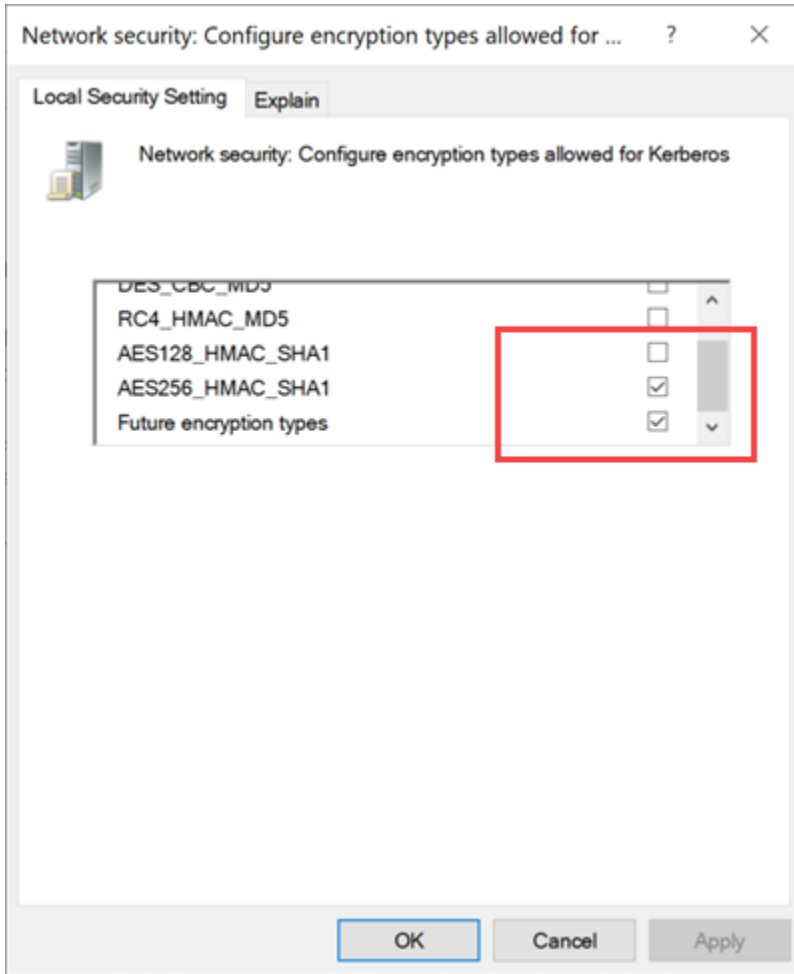 Network security: Configure encryption types allowed for ... ?
Local Security Setting Explain
Network security: Configure encryption types allowed for Kerberos
DES_CBC_MD5
RC4_HMAC_MD5
AES128_HMAC_SHA1
AES256_HMAC_SHA1
Future encryption types
OK Cancel Apply